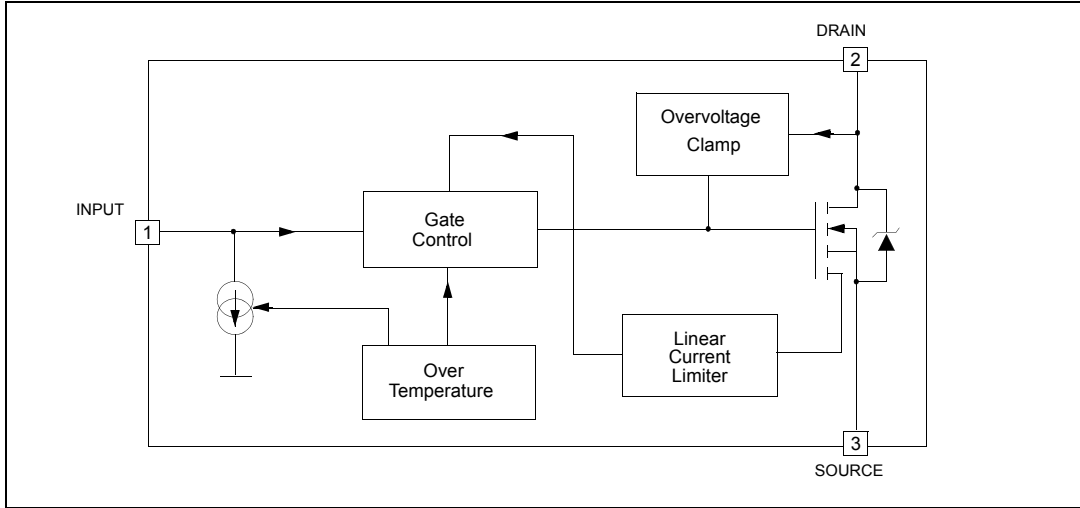 DRAIN
2
Overvoltage
Clamp
INPUT
1
Gate
Control
Linear
Current
Limiter
Over
Temperature
3
SOURCE